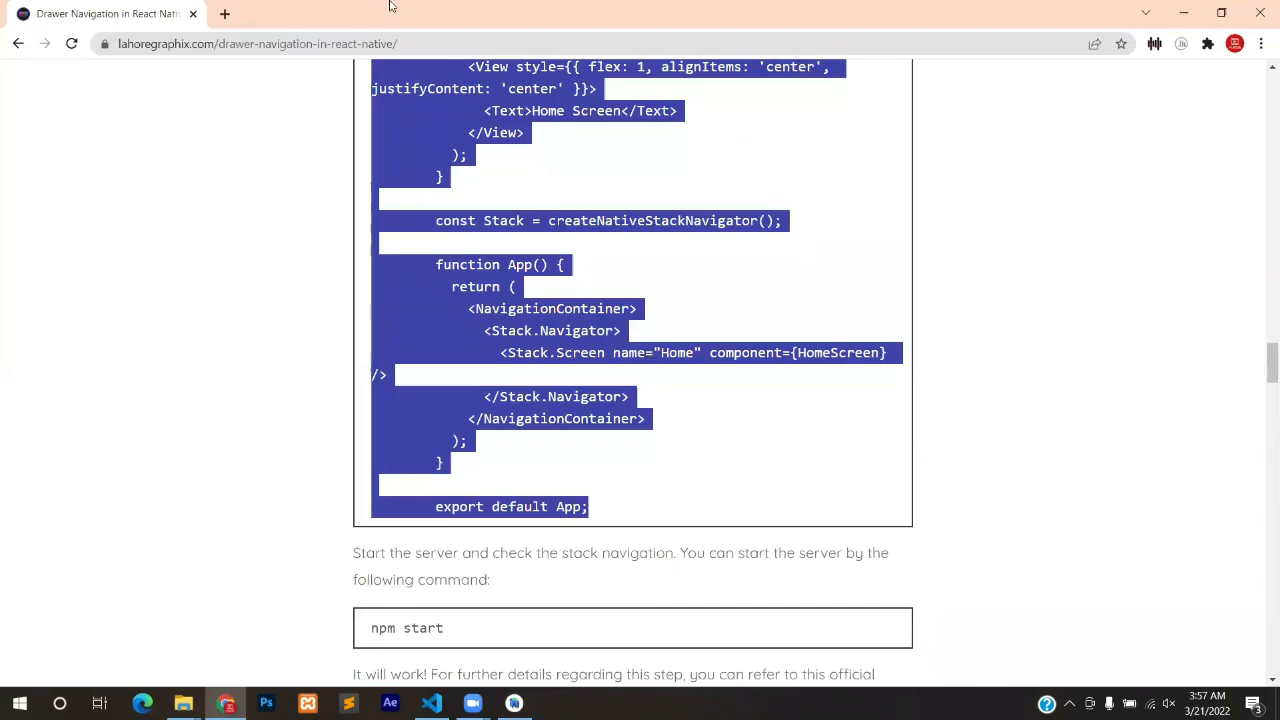 Drawer Navigation in React Nati
lahoregraphix.com/drawer-navigation-in-react-native/
<View style={{ flex: 1, alignItems: 'center',
justifyContent: 'center' }}>
<Text>Home Screen</Text>
</View>
);
}
const Stack = createNativeStackNavigator();
function App() {
return (
<NavigationContainer>
<Stack.Navigator>
<Stack.Screen name="Home" component={HomeScreen}
/>
</Stack.Navigator>
</NavigationContainer>
);
}
export default App;
Start the server and check the stack navigation. You can start the server by the
following command:
npm start
It will work! For further details regarding this step, you can refer to this official
Ps
Ae
3:57 AM
3/21/2022
3